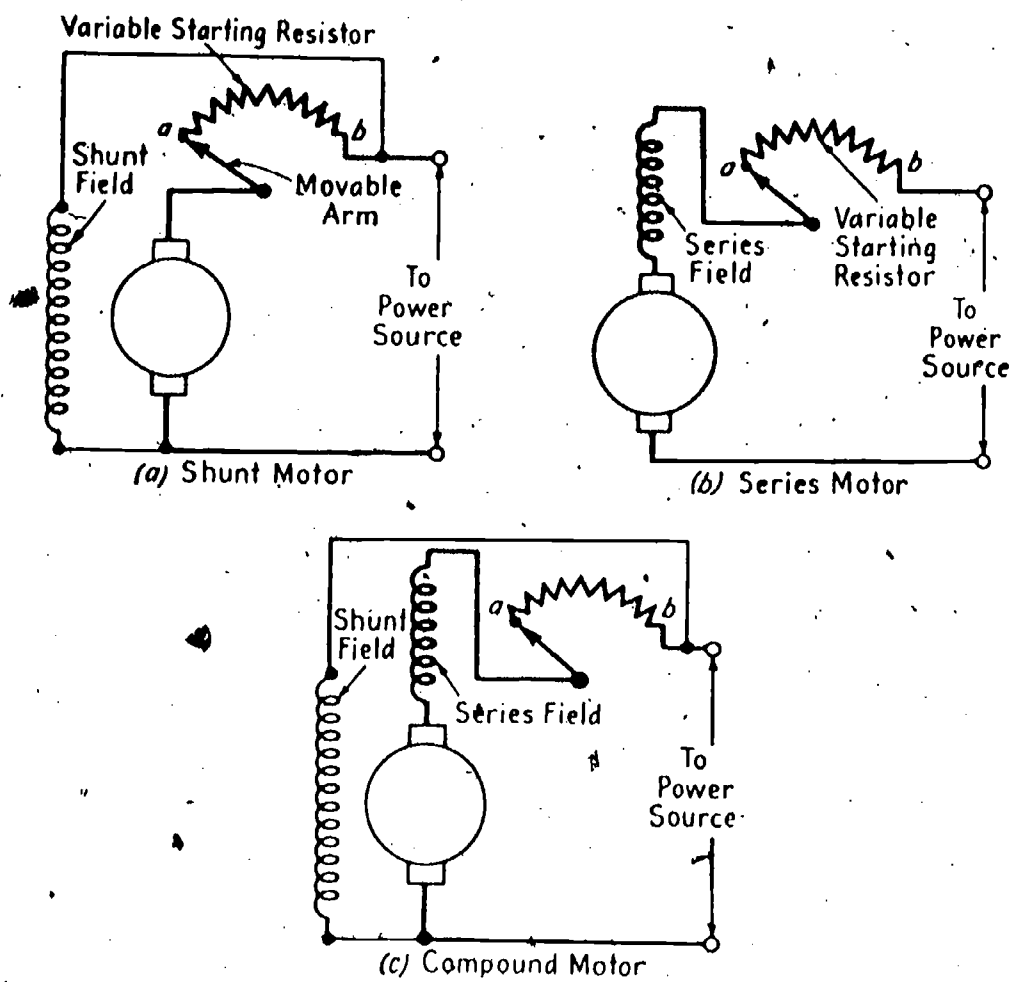 Variable Starting Resistor
a
b
Shunt
Field
Movable
Arm
To
Power
Source
(a) Shunt Motor
a
b
Series
Field
Variable
Starting
Resistor
To
Power
Source
(b) Series Motor
a
b
Shunt
Field
Series Field
To
Power
Source
(c) Compound Motor